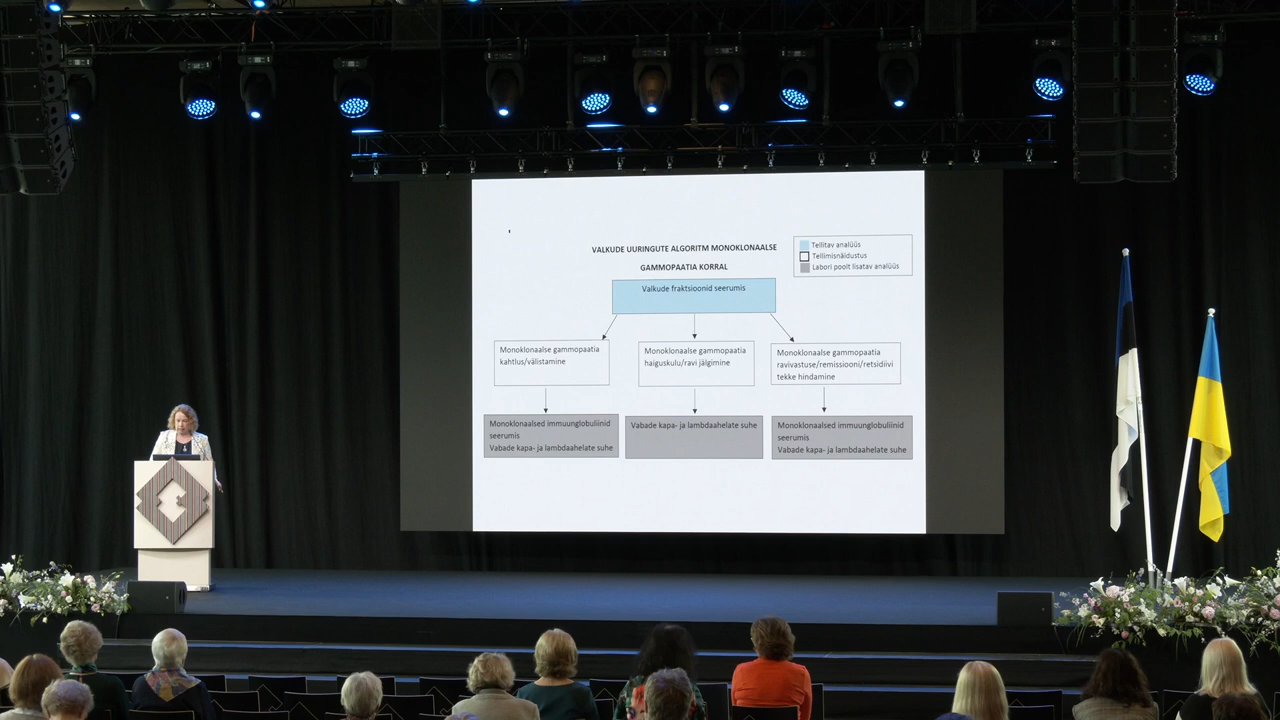 VALKUDE UURINGUTE ALGORITM MONOKLONAALSE
GAMMOPAATIA KORRAL
Tellitav analüüs
Tellimisnäidustus
Labori poolt lisatav analüüs
Valkude fraktsioonid seerumis
Monoklonaalse gammopaatia
kahtlus/välistamine
Monoklonaalse gammopaatia
haiguskulu/ravi jälgimine
Monoklonaalse gammopaatia
ravivastuse/remissiooni/retsidiivi
tekke hindamine
Monoklonaalsed immuunglobuliinid
seerumis
Vabade kapa- ja lambdaahelate suhe
Vabade kapa- ja lambdaahelate suhe
Monoklonaalsed immuunglobuliinid
seerumis
Vabade kapa- ja lambdaahelate suhe